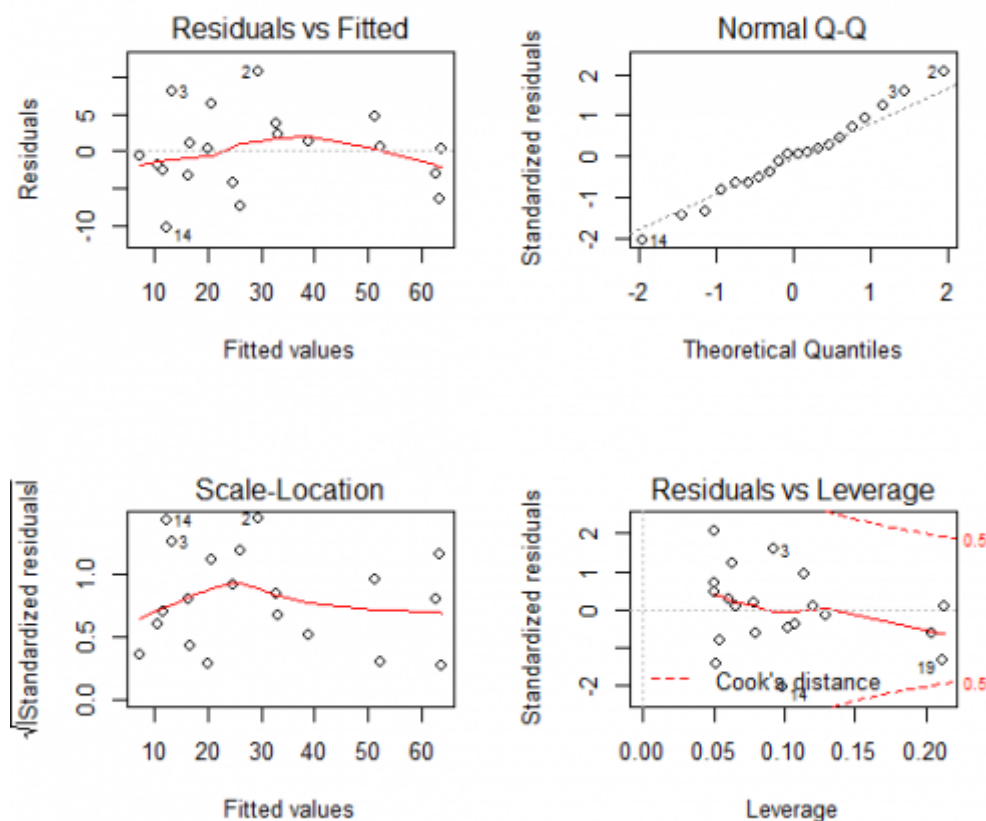 Residuals vs Fitted
Residuals
5
0
-10
2
3
14
10 20 30 40 50 60
Fitted values
Normal Q-Q
Standardized residuals
2
1
0
-1
-2
2
3
14
-2 -1 0 1 2
Theoretical Quantiles
Scale-Location
√|Standardized residuals|
1.0
0.5
0.0
14
2
3
10 20 30 40 50 60
Fitted values
Residuals vs Leverage
Standardized residuals
2
1
0
-2
3
0.5
19
Cook's distance
0.5
14
0.00 0.05 0.10 0.15 0.20
Leverage